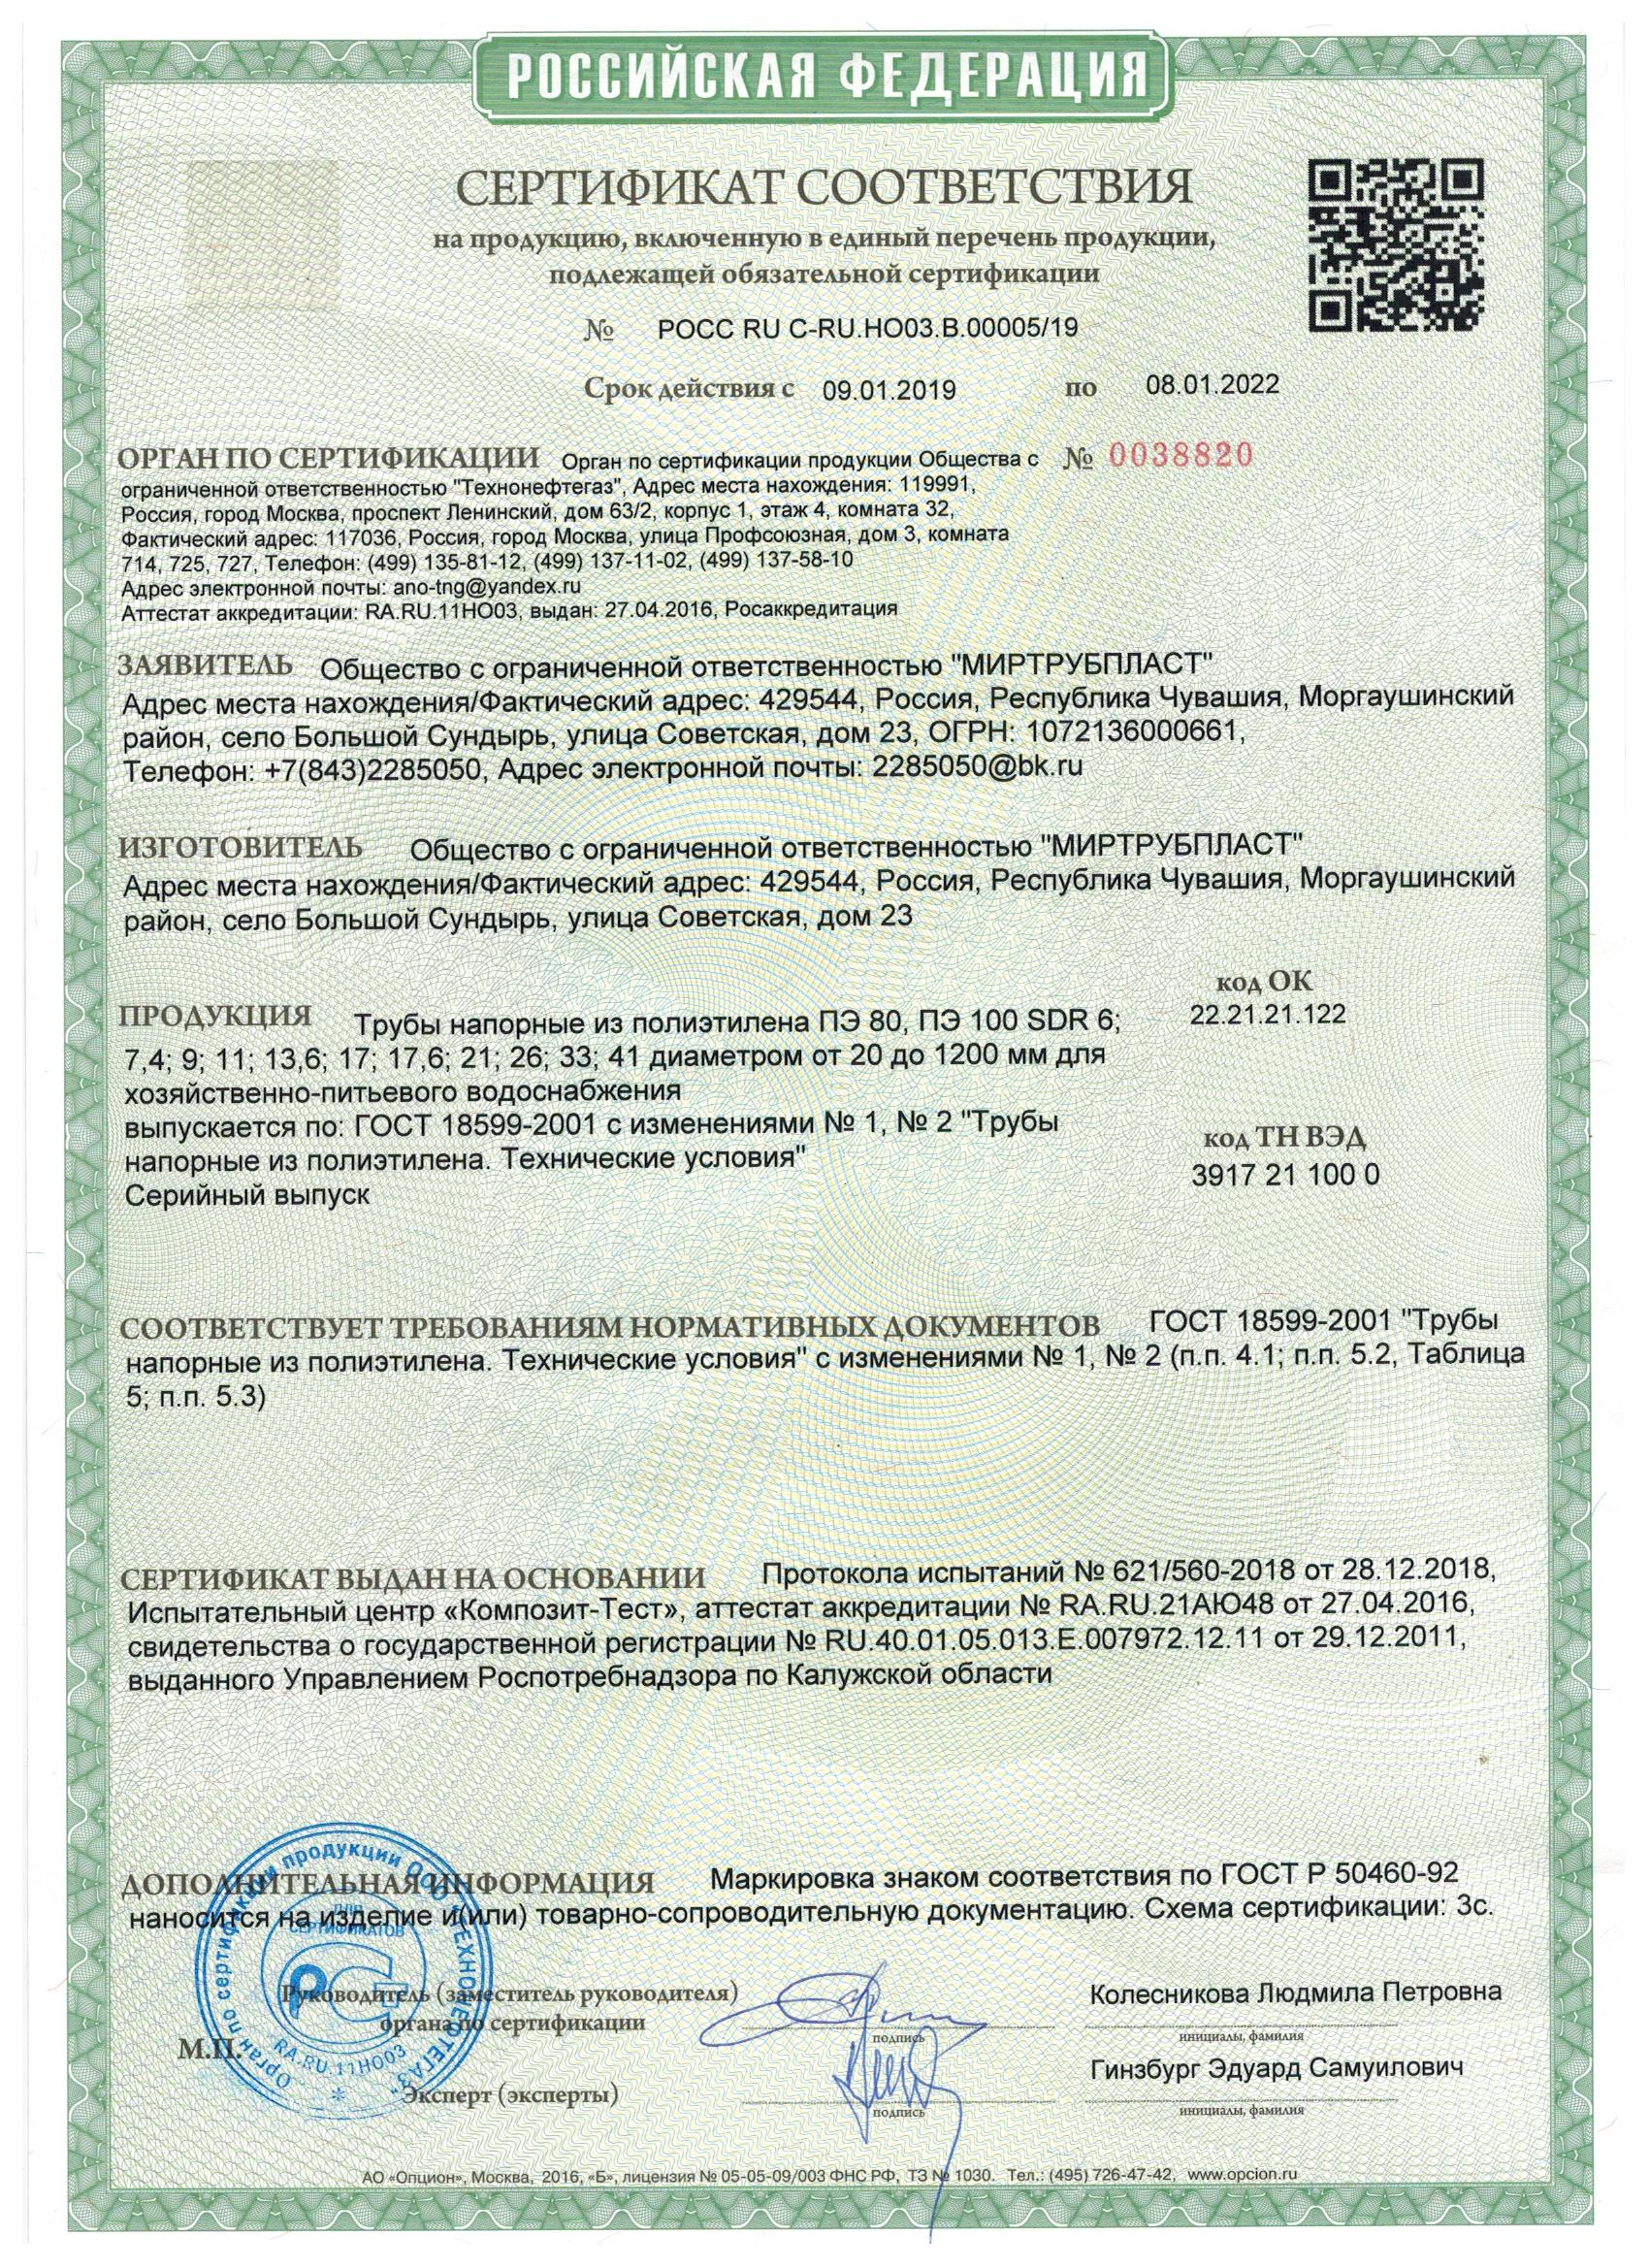 РОССИЙСКАЯ ФЕДЕРАЦИЯ
СЕРТИФИКАТ СООТВЕТСТВИЯ
на продукцию, включенную в единый перечень продукции,
подлежащей обязательной сертификации
№ РОСС RU С-RU.НО03.В.00005/19
Срок действия с 09.01.2019 по 08.01.2022
ОРГАН ПО СЕРТИФИКАЦИИ Орган по сертификации продукции Общества с № 0038820
ограниченной ответственностью "Технонефтегаз", Адрес места нахождения: 119991,
Россия, город Москва, проспект Ленинский, дом 63/2, корпус 1, этаж 4, комната 32,
Фактический адрес: 117036, Россия, город Москва, улица Профсоюзная, дом 3, комната
714, 725, 727, Телефон: (499) 135-81-12, (499) 137-11-02, (499) 137-58-10
Адрес электронной почты: ano-tng@yandex.ru
Аттестат аккредитации: RA.RU.11НО03, выдан: 27.04.2016, Росаккредитация
ЗАЯВИТЕЛЬ Общество с ограниченной ответственностью "МИРТРУБПЛАСТ"
Адрес места нахождения/Фактический адрес: 429544, Россия, Республика Чувашия, Моргаушинский
район, село Большой Сундырь, улица Советская, дом 23, ОГРН: 1072136000661,
Телефон: +7(843)2285050, Адрес электронной почты: 2285050@bk.ru
ИЗГОТОВИТЕЛЬ Общество с ограниченной ответственностью "МИРТРУБПЛАСТ"
Адрес места нахождения/Фактический адрес: 429544, Россия, Республика Чувашия, Моргаушинский
район, село Большой Сундырь, улица Советская, дом 23
код ОК
22.21.21.122
ПРОДУКЦИЯ Трубы напорные из полиэтилена ПЭ 80, ПЭ 100 SDR 6;
7,4; 9; 11; 13,6; 17; 17,6; 21; 26; 33; 41 диаметром от 20 до 1200 мм для
хозяйственно-питьевого водоснабжения
выпускается по: ГОСТ 18599-2001 с изменениями № 1, № 2 "Трубы
напорные из полиэтилена. Технические условия"
Серийный выпуск
код ТН ВЭД
3917 21 100 0
СООТВЕТСТВУЕТ ТРЕБОВАНИЯМ НОРМАТИВНЫХ ДОКУМЕНТОВ ГОСТ 18599-2001 "Трубы
напорные из полиэтилена. Технические условия" с изменениями № 1, № 2 (п.п. 4.1; п.п. 5.2, Таблица
5; п.п. 5.3)
СЕРТИФИКАТ ВЫДАН НА ОСНОВАНИИ Протокола испытаний № 621/560-2018 от 28.12.2018,
Испытательный центр «Композит-Тест», аттестат аккредитации № RA.RU.21АЮ48 от 27.04.2016,
свидетельства о государственной регистрации № RU.40.01.05.013.Е.007972.12.11 от 29.12.2011,
выданного Управлением Роспотребнадзора по Калужской области
ДОПОЛНИТЕЛЬНАЯ ИНФОРМАЦИЯ Маркировка знаком соответствия по ГОСТ Р 50460-92
наносится на изделие и(или) товарно-сопроводительную документацию. Схема сертификации: 3с.
Орган по сертификации продукции ООО "ТЕХНОНЕФТЕГАЗ"
ДЛЯ
СЕРТИФИКАТОВ
RA.RU.11НО03
Руководитель (заместитель руководителя)
органа по сертификации
подпись
Колесникова Людмила Петровна
инициалы, фамилия
М.П.
Эксперт (эксперты)
подпись
Гинзбург Эдуард Самуилович
инициалы, фамилия
АО «Опцион», Москва, 2016, «Б», лицензия № 05-05-09/003 ФНС РФ, ТЗ № 1030. Тел.: (495) 726-47-42, www.opcion.ru